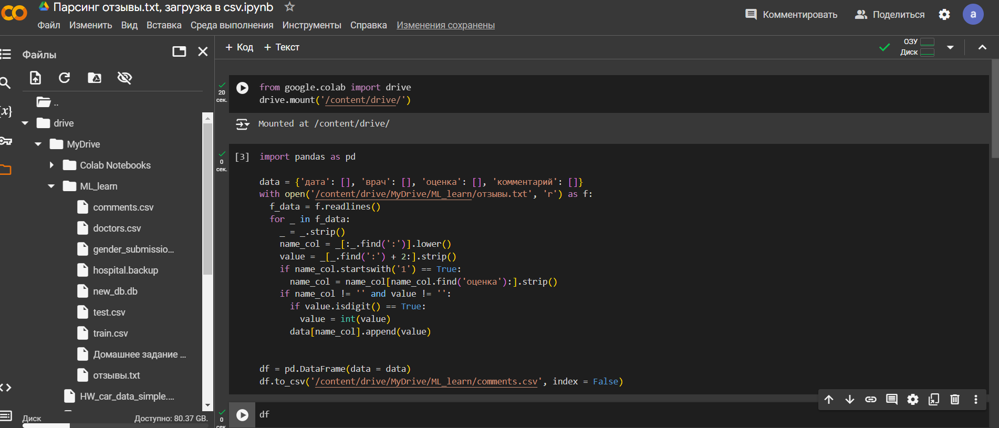 Парсинг отзывы.txt, загрузка в csv.ipynb
Файл Изменить Вид Вставка Среда выполнения Инструменты Справка Изменения сохранены
Комментировать Поделиться a
Файлы
+ Код + Текст
ОЗУ
Диск
{x}
..
drive
MyDrive
Colab Notebooks
ML_learn
comments.csv
doctors.csv
gender_submissio...
hospital.backup
new_db.db
test.csv
train.csv
Домашнее задание ...
отзывы.txt
HW_car_data_simple....
Диск Доступно: 80.37 GB.
20
сек.
from google.colab import drive
drive.mount('/content/drive/')
Mounted at /content/drive/
0
сек.
[3] import pandas as pd
data = {'дата': [], 'врач': [], 'оценка': [], 'комментарий': []}
with open('/content/drive/MyDrive/ML_learn/отзывы.txt', 'r') as f:
  f_data = f.readlines()
  for _ in f_data:
    _ = _.strip()
    name_col = _[:_.find(':')].lower()
    value = _[_.find(':') + 2:].strip()
    if name_col.startswith('1') == True:
      name_col = name_col[name_col.find('оценка'):].strip()
    if name_col != '' and value != '':
      if value.isdigit() == True:
        value = int(value)
      data[name_col].append(value)
df = pd.DataFrame(data = data)
df.to_csv('/content/drive/MyDrive/ML_learn/comments.csv', index = False)
0
сек.
df